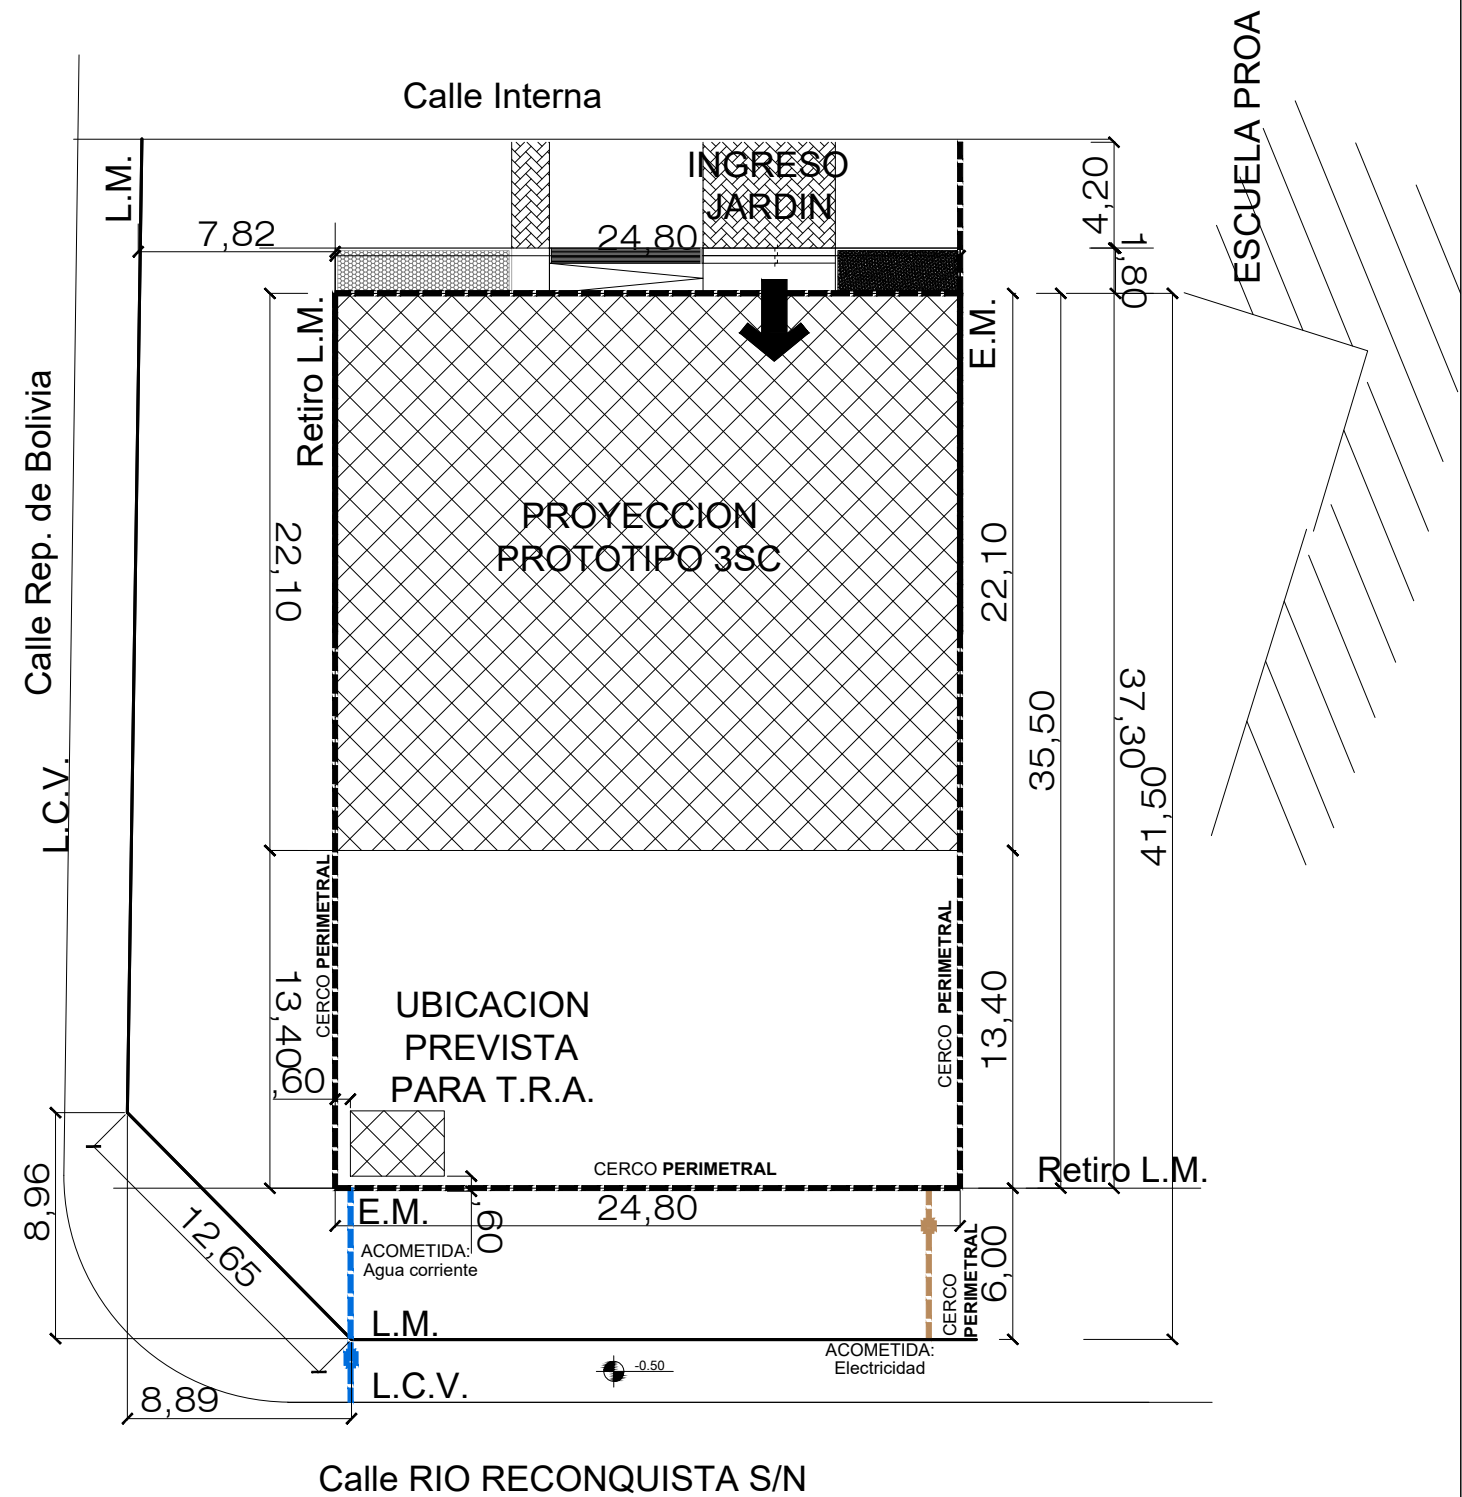 Calle Interna
ESCUELA PROA
L.M.
INGRESO
JARDIN
4,20
7,82
24,80
1,80
Retiro L.M.
E.M.
Calle Rep. de Bolivia
PROYECCION
PROTOTIPO 3SC
22,10
22,10
35,50
37,30
41,50
L.C.V.
CERCO PERIMETRAL
CERCO PERIMETRAL
13,40
13,40
UBICACION
PREVISTA
PARA T.R.A.
,60
CERCO PERIMETRAL
Retiro L.M.
8,96
12,65
E.M.
24,80
,60
ACOMETIDA:
Agua corriente
CERCO
PERIMETRAL
6,00
L.M.
ACOMETIDA:
Electricidad
-0.50
L.C.V.
8,89
Calle RIO RECONQUISTA S/N